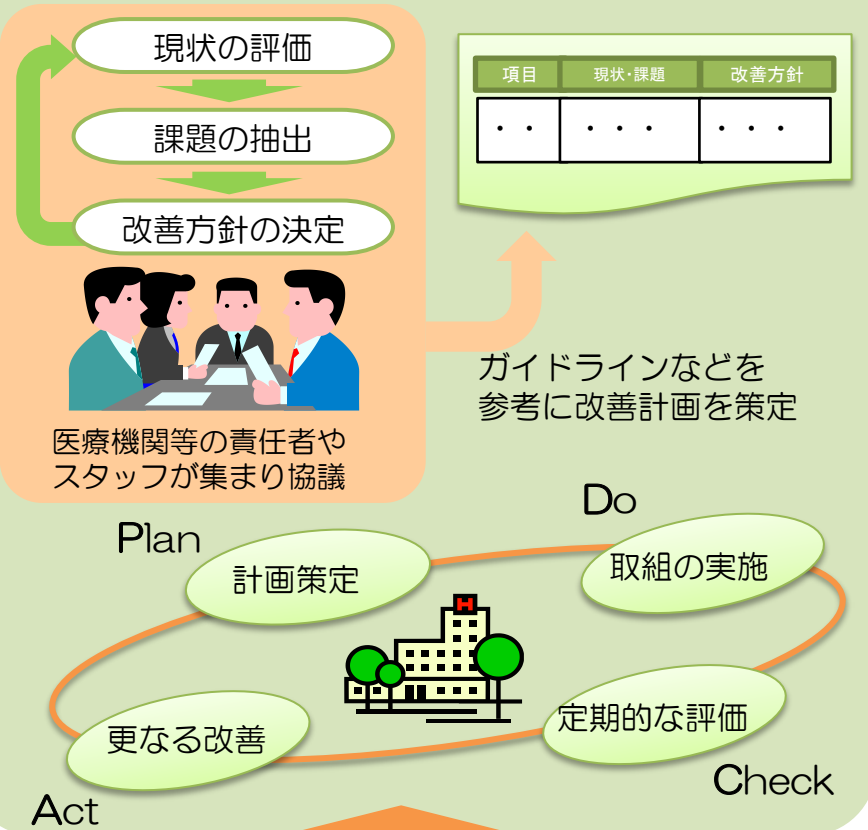 現状の評価
課題の抽出
改善方針の決定
医療機関等の責任者や
スタッフが集まり協議
項目 現状・課題 改善方針
・・ ・・・ ・・・
ガイドラインなどを
参考に改善計画を策定
Plan
計画策定
Do
取組の実施
H
定期的な評価
Check
更なる改善
Act